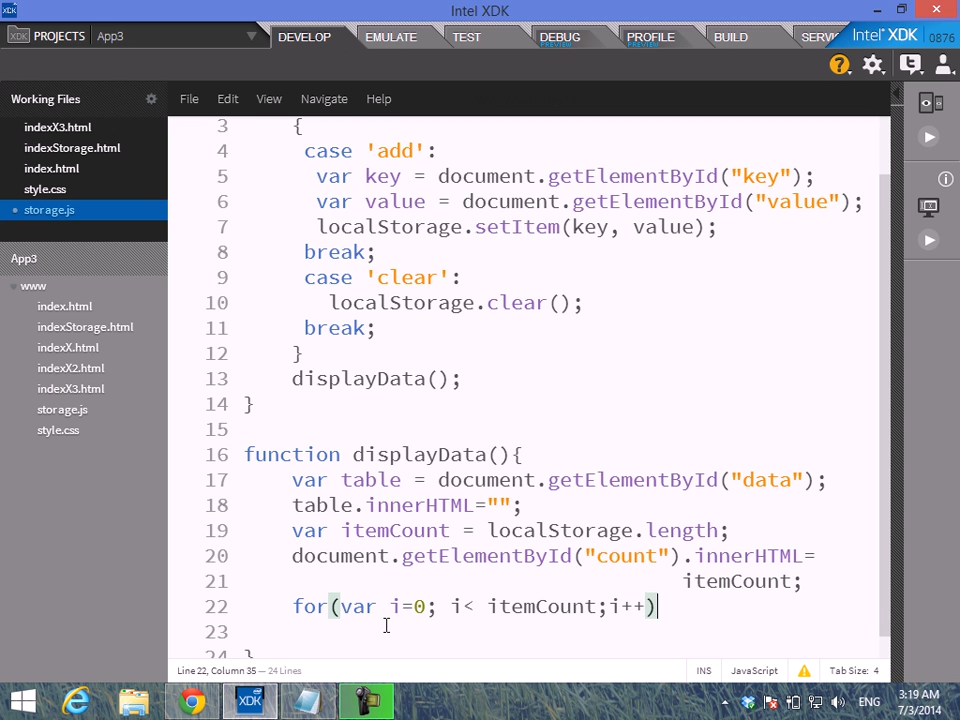 Intel XDK
PROJECTS App3
DEVELOP EMULATE TEST DEBUG PREVIEW PROFILE PREVIEW BUILD SERV Intel XDK 0876
Working Files
File Edit View Navigate Help
indexX3.html
indexStorage.html
index.html
style.css
storage.js
App3
www
index.html
indexStorage.html
indexX.html
indexX2.html
indexX3.html
storage.js
style.css
3 {
4 case 'add':
5 var key = document.getElementById("key");
6 var value = document.getElementById("value");
7 localStorage.setItem(key, value);
8 break;
9 case 'clear':
10 localStorage.clear();
11 break;
12 }
13 displayData();
14 }
15
16 function displayData(){
17 var table = document.getElementById("data");
18 table.innerHTML="";
19 var itemCount = localStorage.length;
20 document.getElementById("count").innerHTML=
21 itemCount;
22 for(var i=0; i< itemCount;i++)
23
24 }
Line 22, Column 35 — 24 Lines INS JavaScript Tab Size: 4
XDK
ENG
3:19 AM
7/3/2014